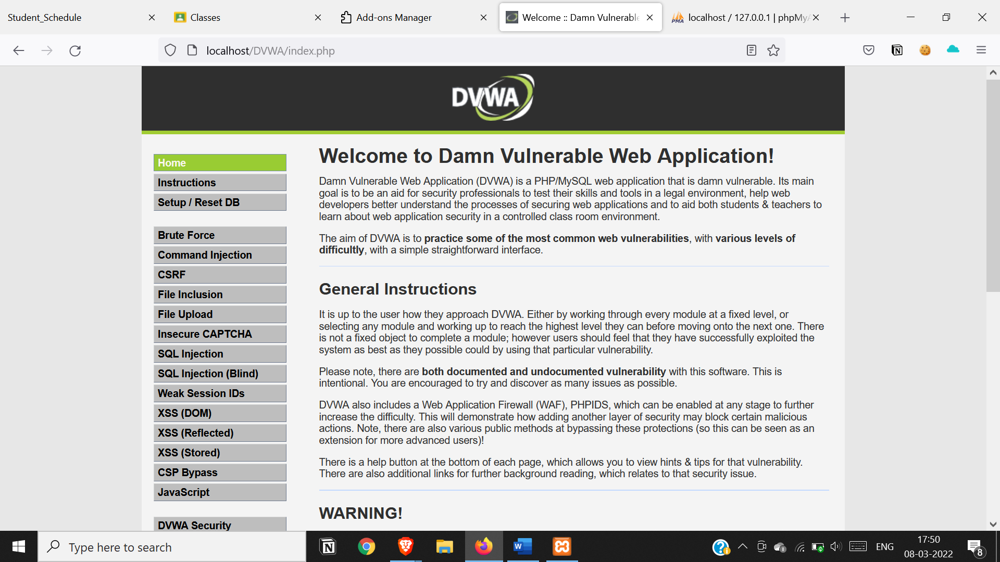 Student_Schedule
Classes
Add-ons Manager
Welcome :: Damn Vulnerable
localhost / 127.0.0.1 | phpMyA
localhost/DVWA/index.php
DVWA
Home
Instructions
Setup / Reset DB
Brute Force
Command Injection
CSRF
File Inclusion
File Upload
Insecure CAPTCHA
SQL Injection
SQL Injection (Blind)
Weak Session IDs
XSS (DOM)
XSS (Reflected)
XSS (Stored)
CSP Bypass
JavaScript
DVWA Security
Welcome to Damn Vulnerable Web Application!
Damn Vulnerable Web Application (DVWA) is a PHP/MySQL web application that is damn vulnerable. Its main
goal is to be an aid for security professionals to test their skills and tools in a legal environment, help web
developers better understand the processes of securing web applications and to aid both students & teachers to
learn about web application security in a controlled class room environment.
The aim of DVWA is to practice some of the most common web vulnerabilities, with various levels of
difficultly, with a simple straightforward interface.
General Instructions
It is up to the user how they approach DVWA. Either by working through every module at a fixed level, or
selecting any module and working up to reach the highest level they can before moving onto the next one. There
is not a fixed object to complete a module; however users should feel that they have successfully exploited the
system as best as they possible could by using that particular vulnerability.
Please note, there are both documented and undocumented vulnerability with this software. This is
intentional. You are encouraged to try and discover as many issues as possible.
DVWA also includes a Web Application Firewall (WAF), PHPIDS, which can be enabled at any stage to further
increase the difficulty. This will demonstrate how adding another layer of security may block certain malicious
actions. Note, there are also various public methods at bypassing these protections (so this can be seen as an
extension for more advanced users)!
There is a help button at the bottom of each page, which allows you to view hints & tips for that vulnerability.
There are also additional links for further background reading, which relates to that security issue.
WARNING!
Type here to search
ENG
17:50
08-03-2022
8